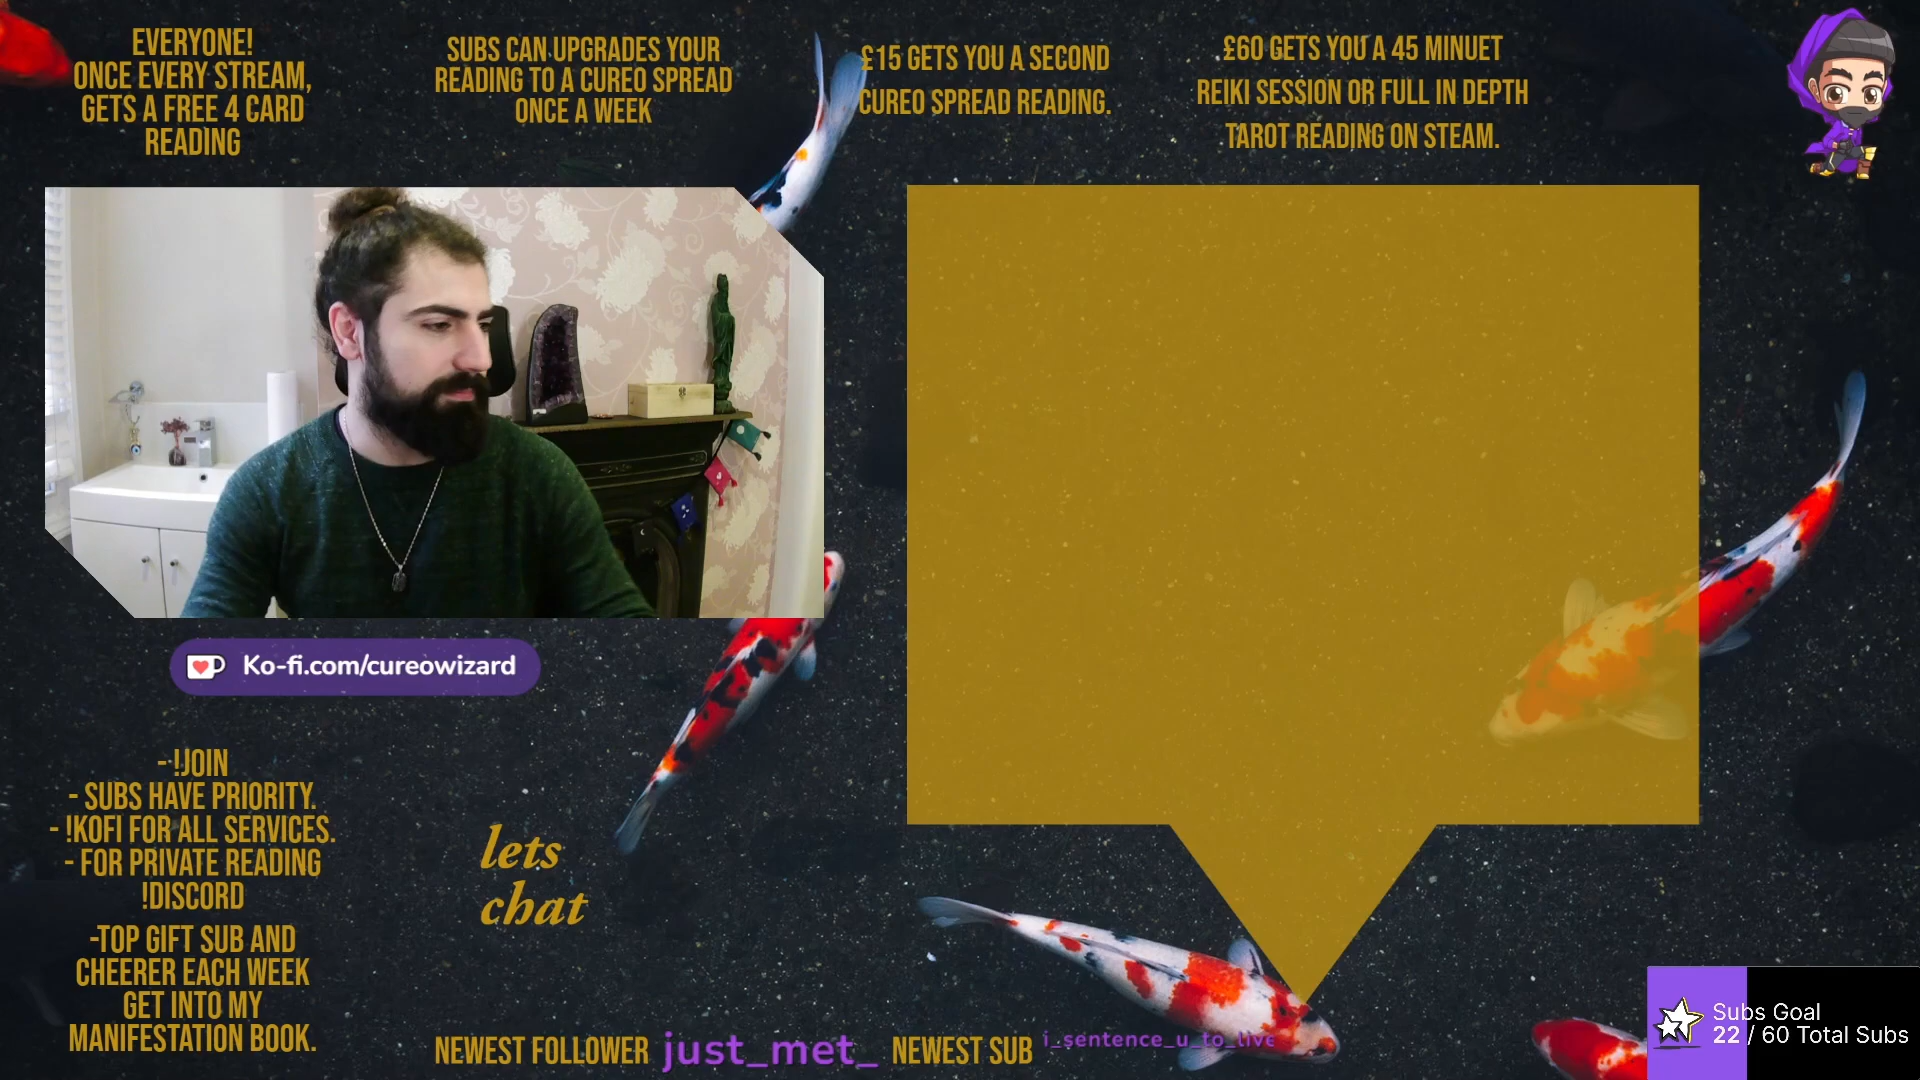 EVERYONE!
ONCE EVERY STREAM,
GETS A FREE 4 CARD
READING
SUBS CAN UPGRADES YOUR
READING TO A CUREO SPREAD
ONCE A WEEK
£15 GETS YOU A SECOND
CUREO SPREAD READING.
£60 GETS YOU A 45 MINUET
REIKI SESSION OR FULL IN DEPTH
TAROT READING ON STEAM.
Ko-fi.com/cureowizard
- !JOIN
- SUBS HAVE PRIORITY.
- !KOFI FOR ALL SERVICES.
- FOR PRIVATE READING
!DISCORD
-TOP GIFT SUB AND
CHEERER EACH WEEK
GET INTO MY
MANIFESTATION BOOK.
lets
chat
NEWEST FOLLOWER just_met_ NEWEST SUB i_sentence_u_to_live
Subs Goal
22 / 60 Total Subs